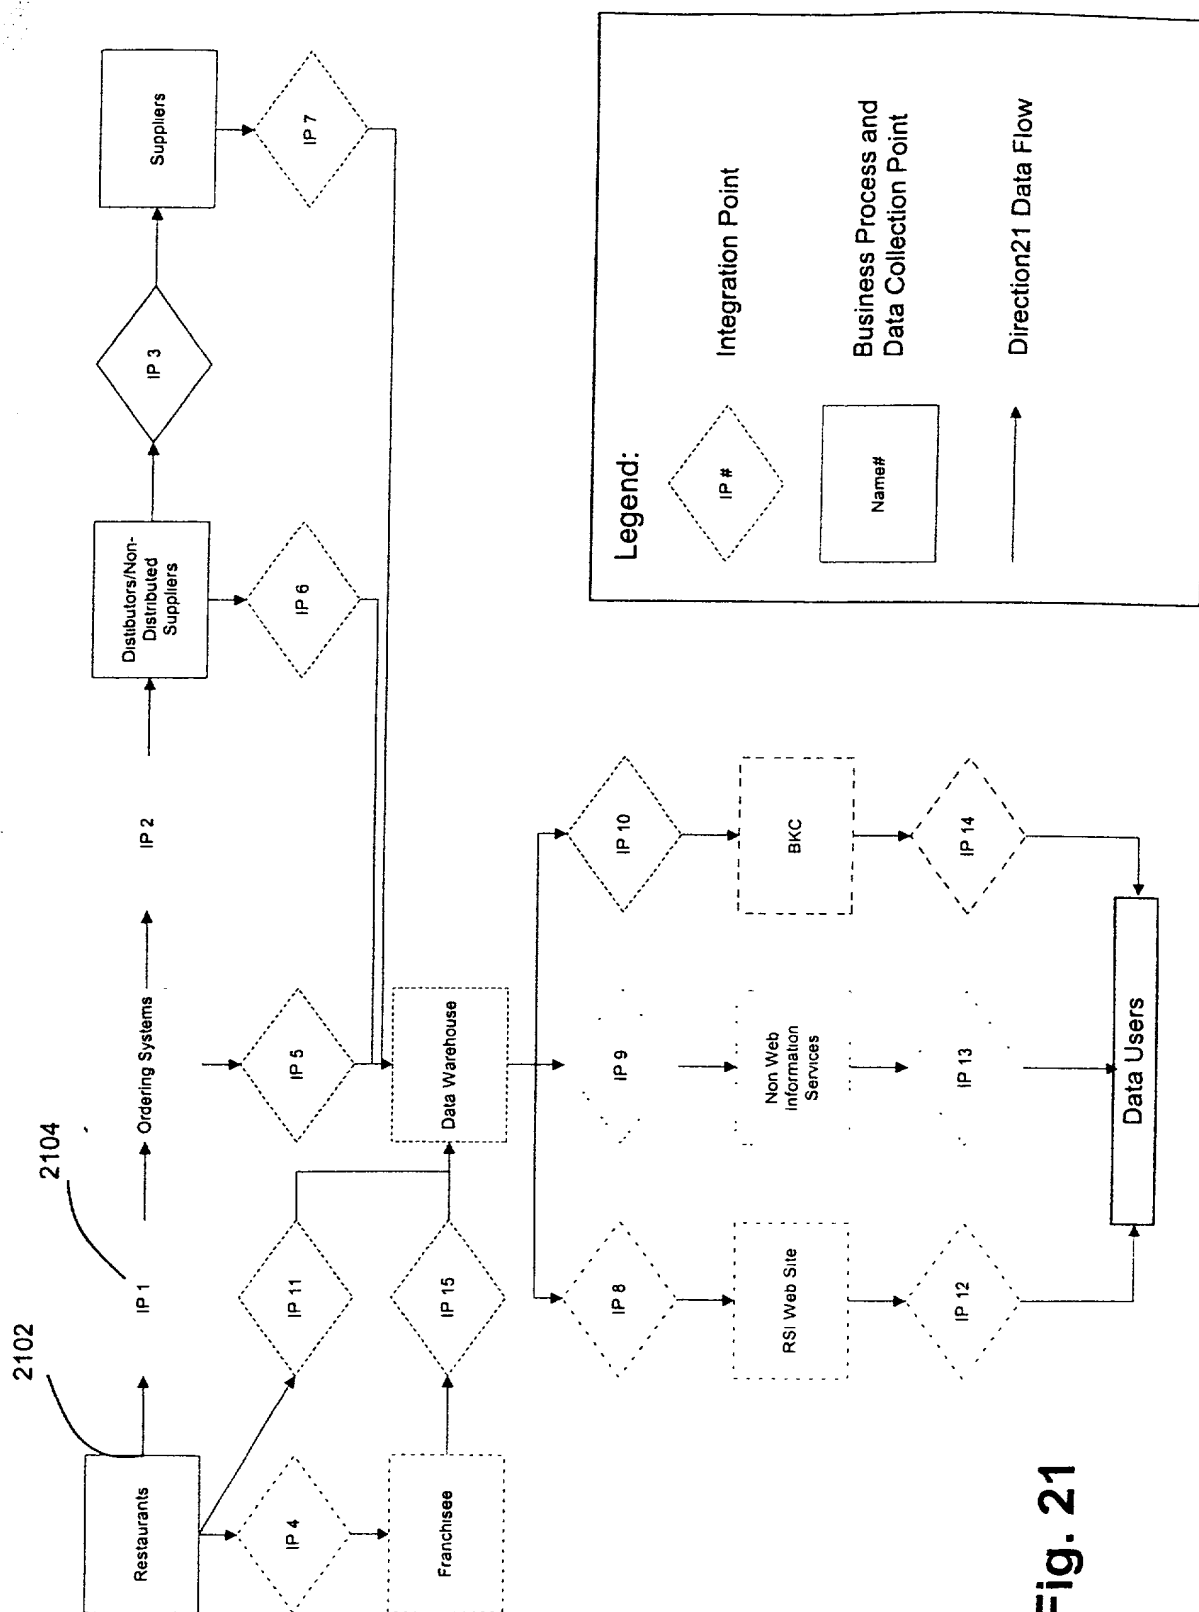 2102
2104
Restaurants
IP 1
Ordering Systems
IP 2
Distibutors/Non-
Distributed
Suppliers
IP 3
Suppliers
IP 4
IP 11
IP 5
IP 6
IP 7
Franchisee
IP 15
Data Warehouse
IP 8
IP 9
IP 10
RSI Web Site
Non Web
Information
Services
BKC
IP 12
IP 13
IP 14
Data Users
Legend:
IP #
Integration Point
Name#
Business Process and
Data Collection Point
Direction21 Data Flow
Fig. 21